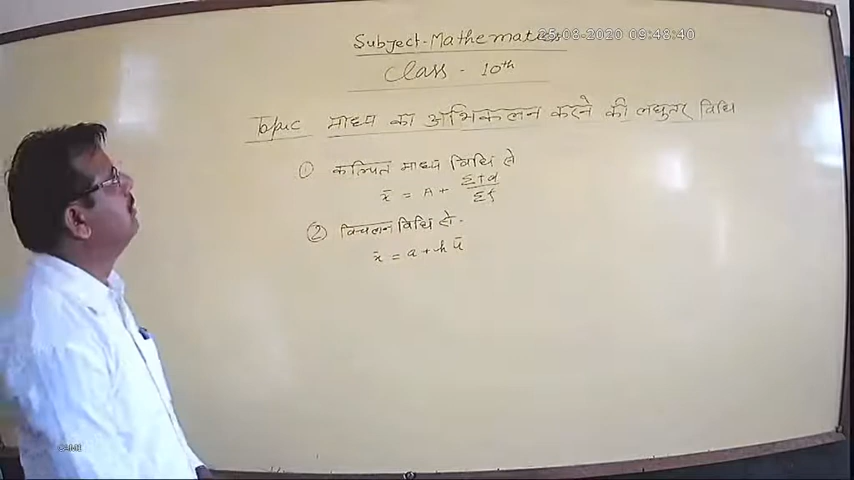 Subject-Mathematics
25-08-2020 09:48:40
Class - 10th
Topic माध्य का अभिकलन करने की लघुतर विधि
① कल्पित माध्य विधि से
x̄ = A + Σfd/Σf
② विचलन विधि से-
x̄ = a + h ū
CAM1